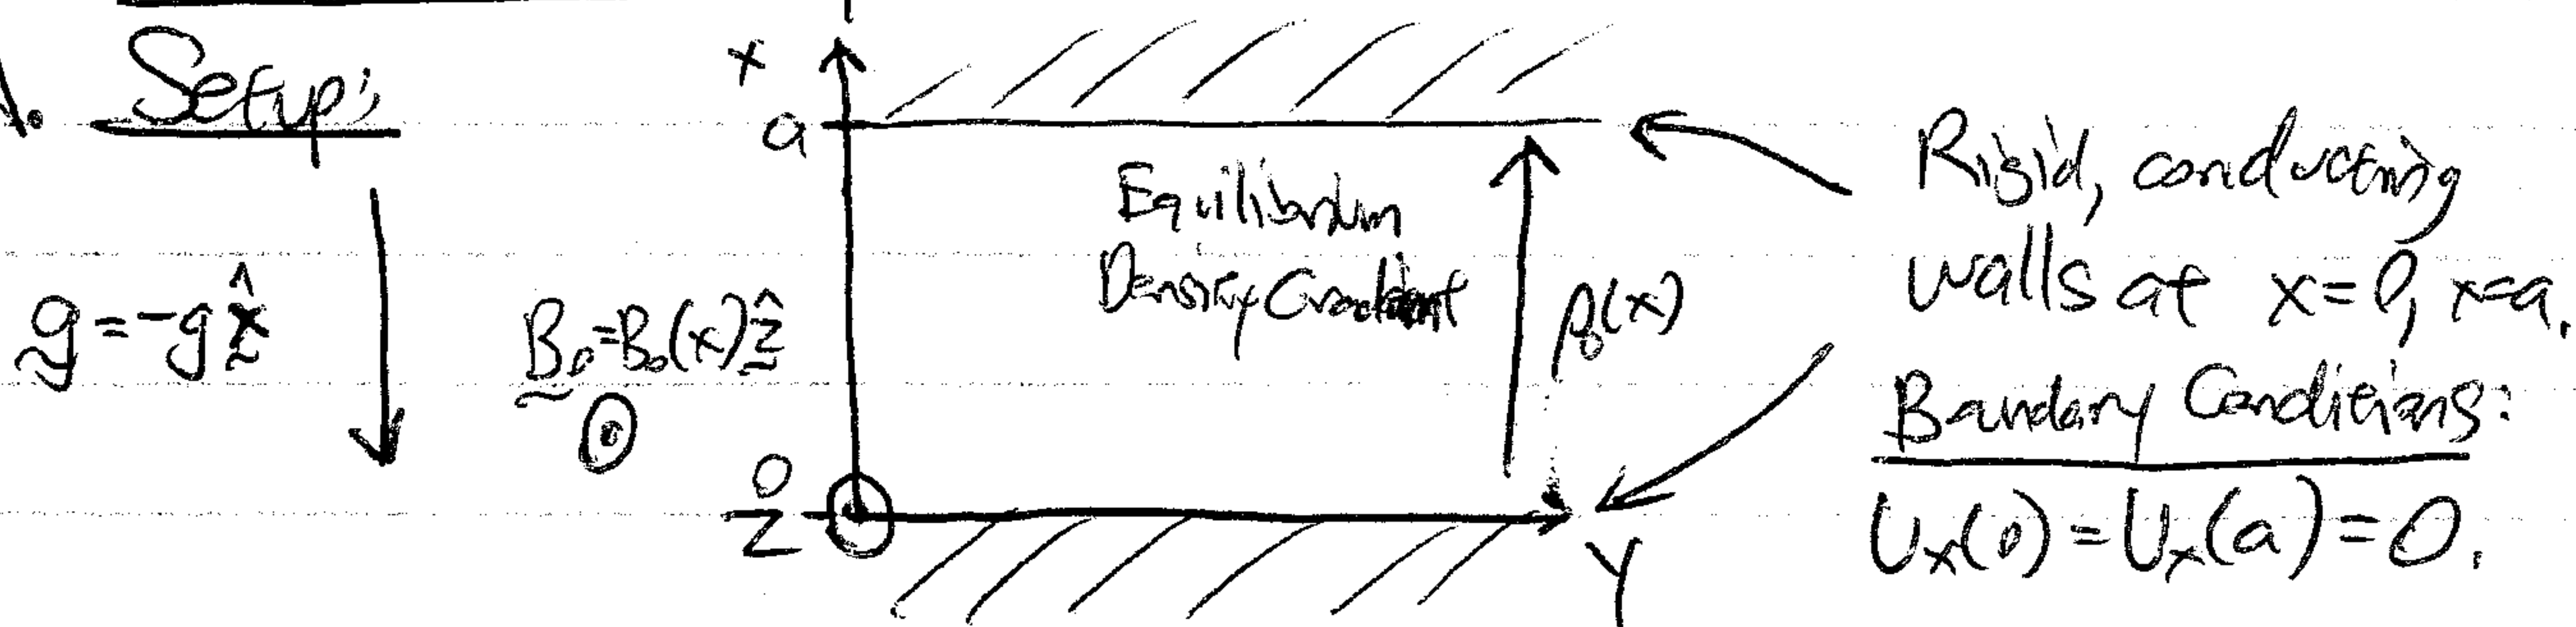 1. Setup:
x
a
g = -g x̂
B₀ = B₀(x) ẑ
Equilibrium
Density Gradient
ρ₀(x)
0
z
y
Rigid, conducting
walls at x=0, x=a.
Boundary Conditions:
Uₓ(0) = Uₓ(a) = 0.